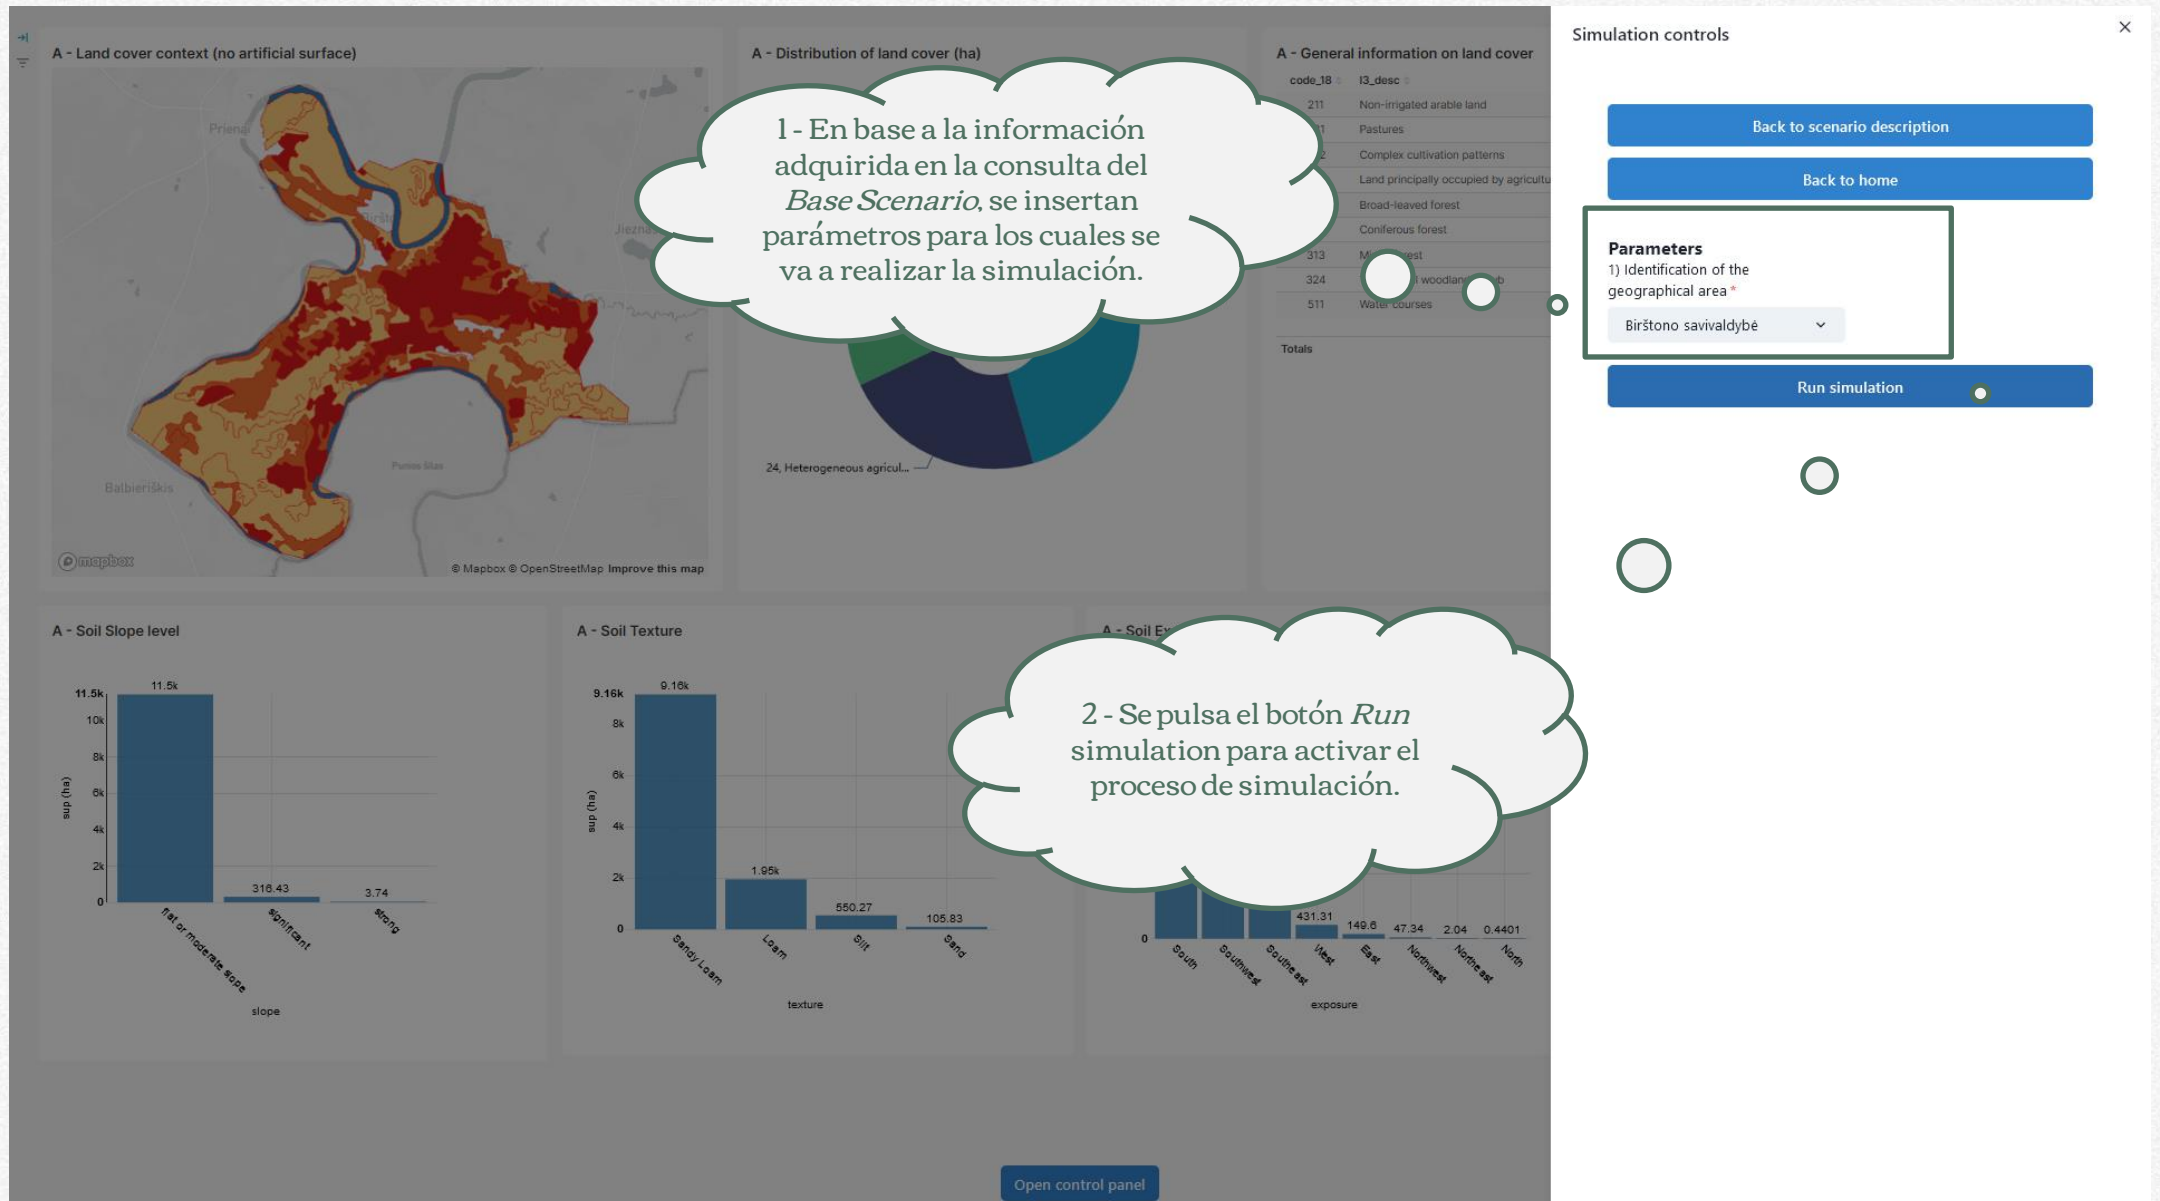 Simulation controls
A - Land cover context (no artificial surface)
Prienai
Jieznas
Punios šilas
Balbieriškis
mapbox
© Mapbox © OpenStreetMap Improve this map
A - Distribution of land cover (ha)
24, Heterogeneous agricul...
A - General information on land cover
code_18 l3_desc
211 Non-irrigated arable land
Pastures
Complex cultivation patterns
Land principally occupied by agricultu
Broad-leaved forest
Coniferous forest
313
324
511 Water courses
Totals
1 - En base a la información
adquirida en la consulta del
Base Scenario, se insertan
parámetros para los cuales se
va a realizar la simulación.
Back to scenario description
Back to home
Parameters
1) Identification of the
geographical area *
Birštono savivaldybė
Run simulation
A - Soil Slope level
sup (ha)
11.5k
10k
8k
6k
4k
2k
0
11.5k
316.43
3.74
flat or moderate slope
significant
strong
slope
A - Soil Texture
sup (ha)
9.16k
8k
6k
4k
2k
0
9.16k
1.95k
550.27
105.83
Sandy Loam
Loam
Silt
Sand
texture
A - Soil
2 - Se pulsa el botón Run
simulation para activar el
proceso de simulación.
0
431.31
149.6
47.34
2.04
0.4401
South
Southwest
Southeast
West
East
Northwest
Northeast
North
exposure
Open control panel